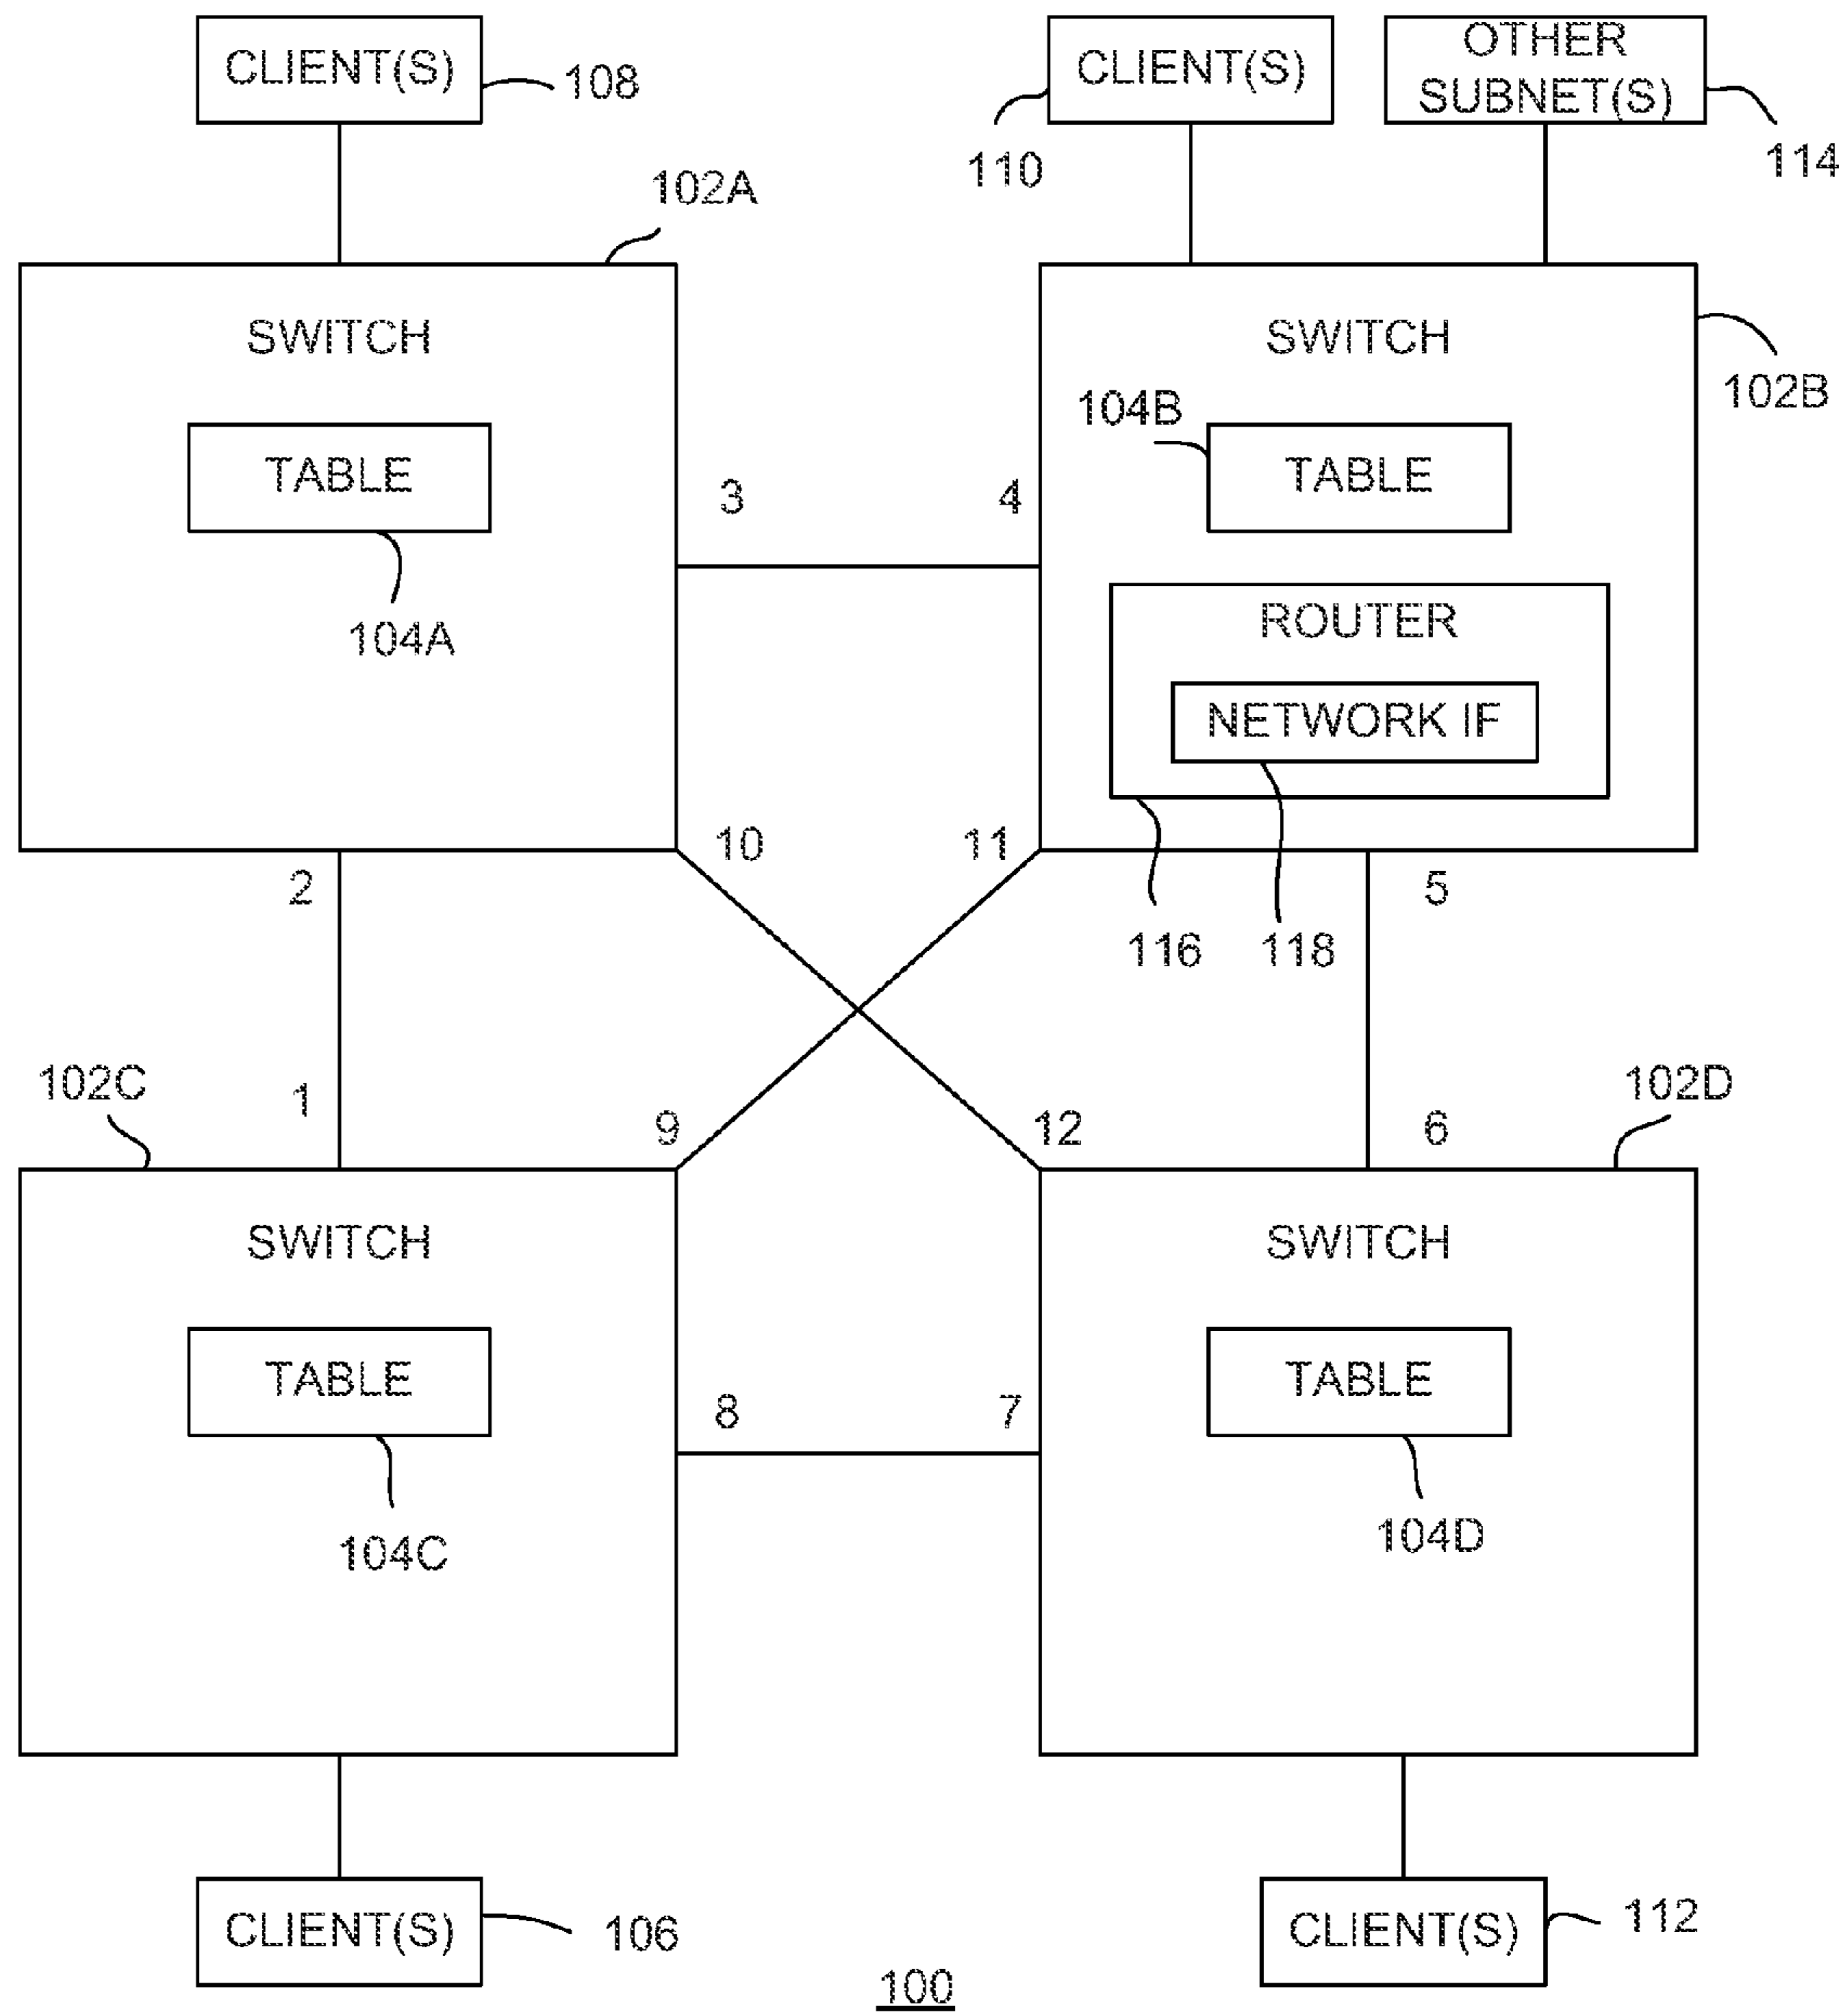 CLIENT(S)
108
CLIENT(S)
110
OTHER
SUBNET(S)
114
102A
SWITCH
TABLE
104A
SWITCH
102B
104B
TABLE
ROUTER
NETWORK IF
116
118
3
4
10
11
2
5
1
9
12
6
102C
102D
SWITCH
TABLE
104C
SWITCH
TABLE
104D
8
7
CLIENT(S)
106
CLIENT(S)
112
100